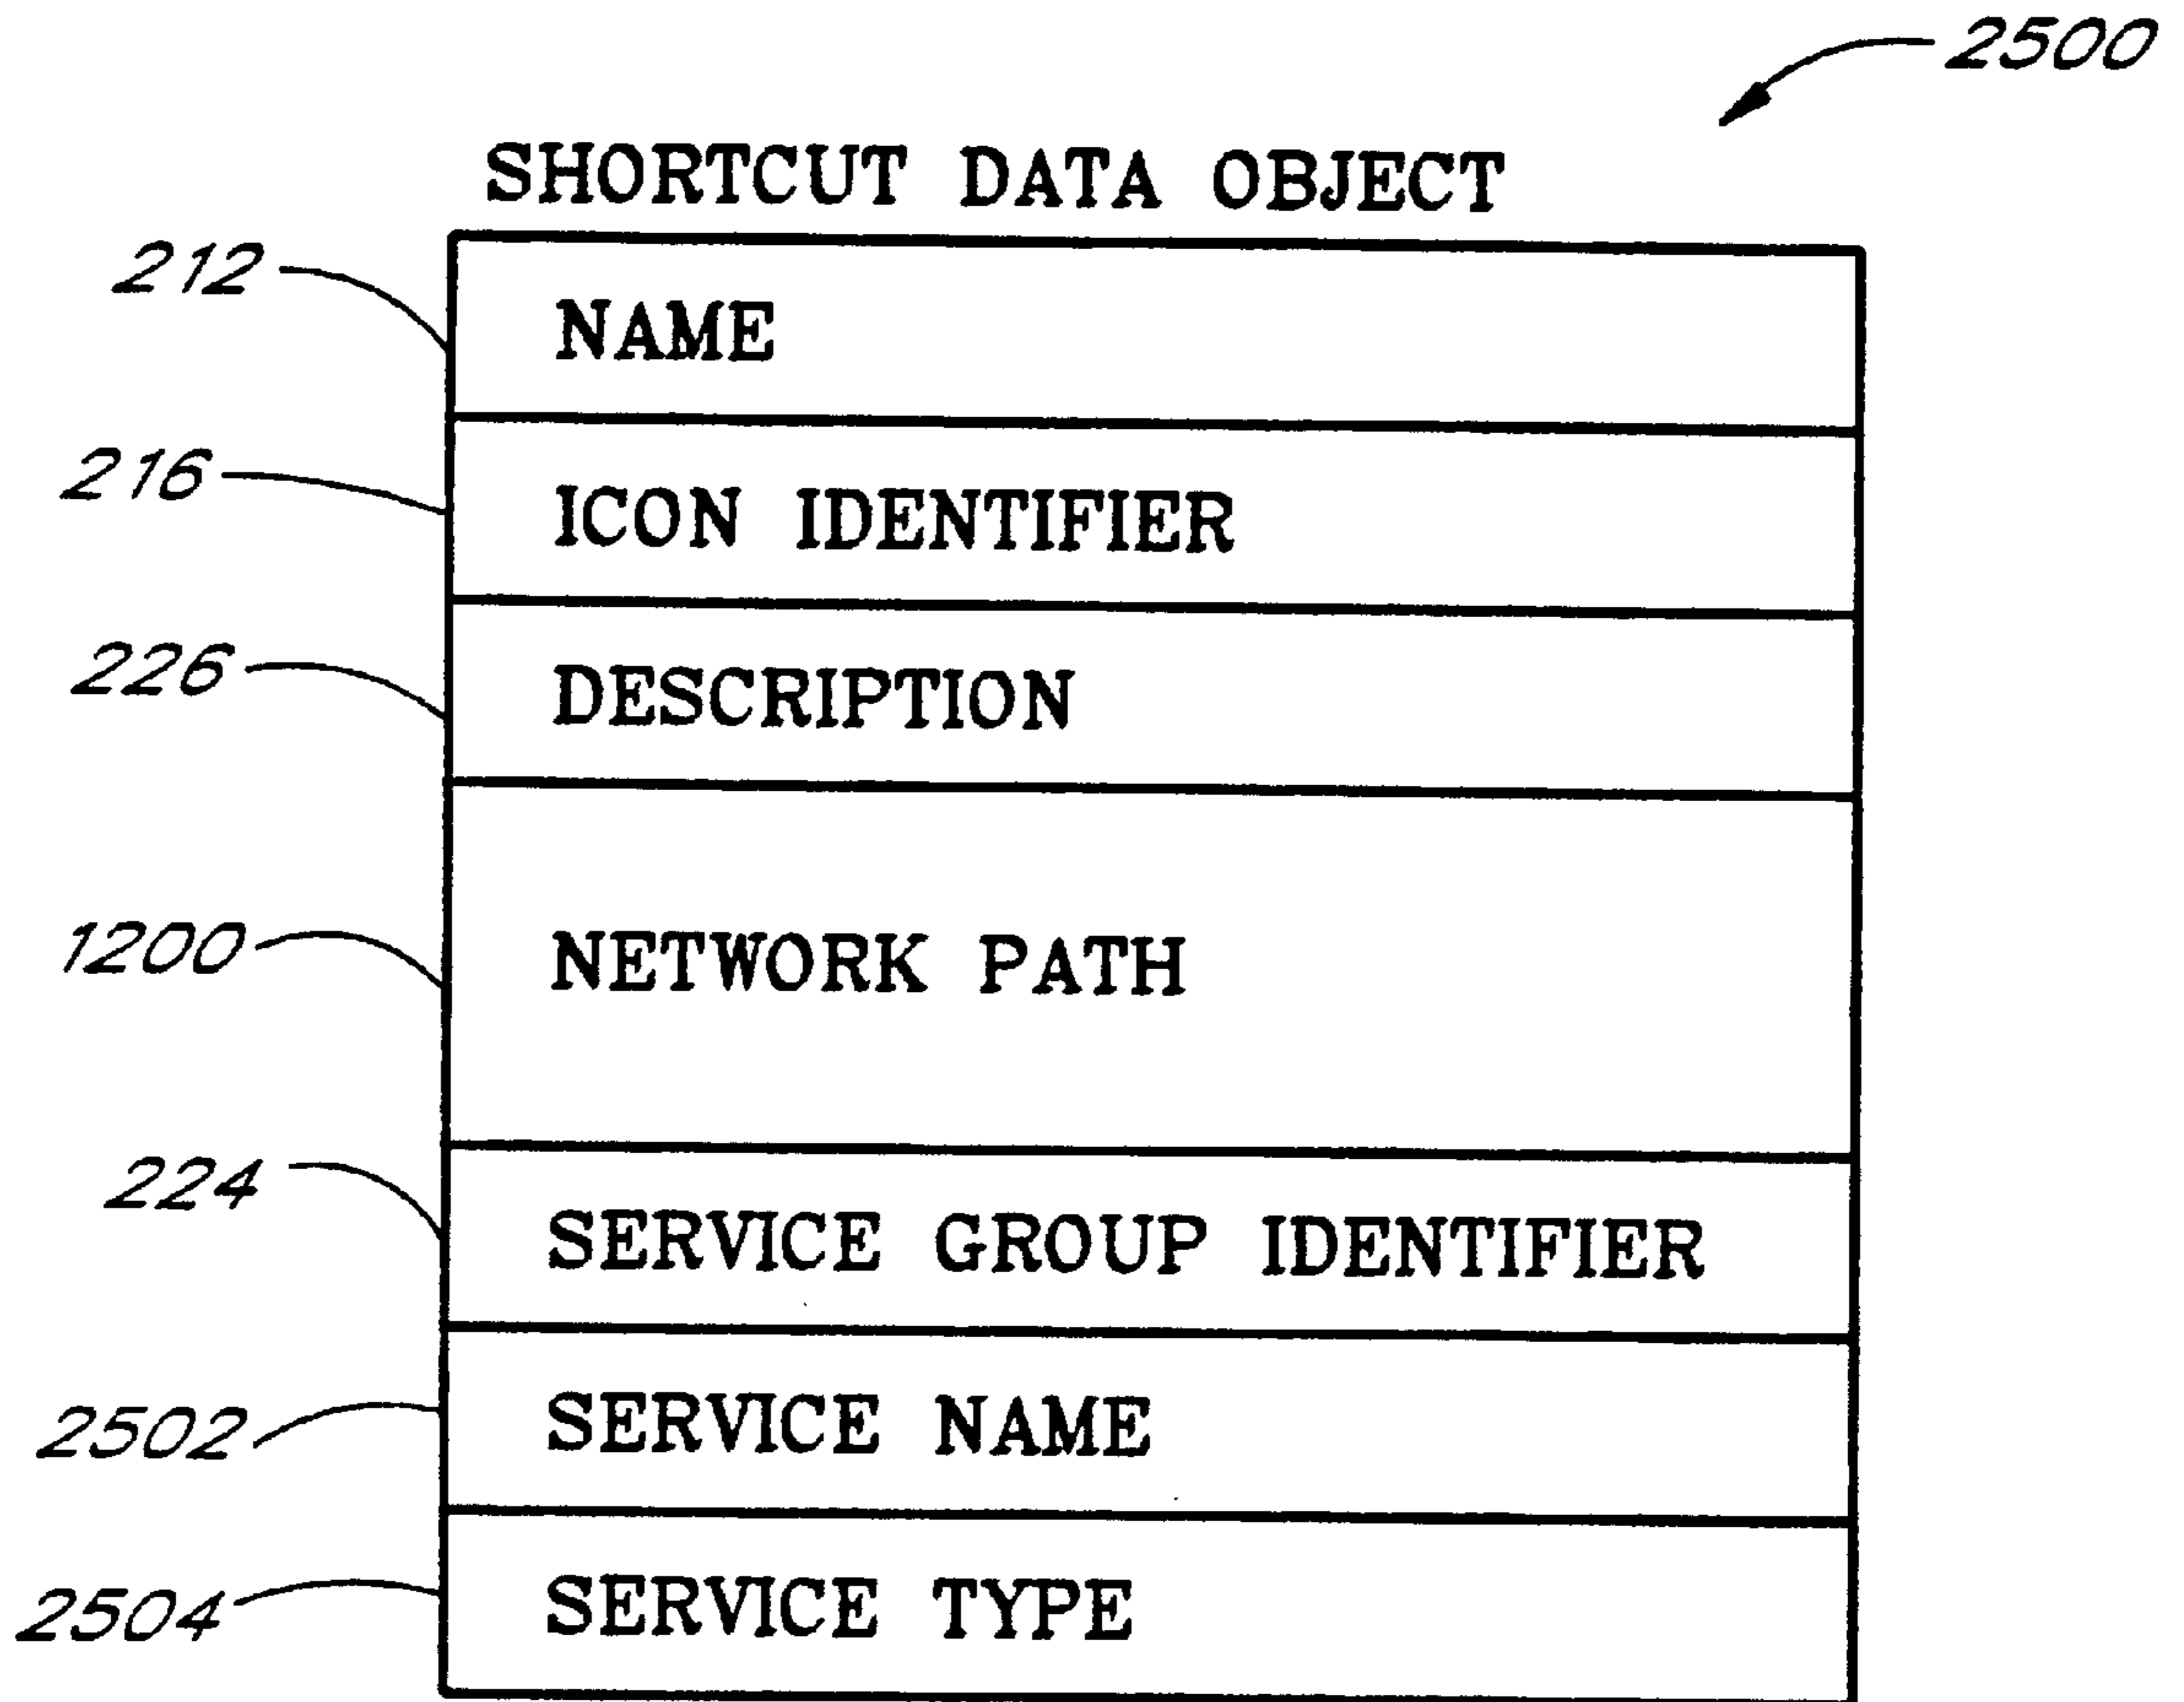 2500
SHORTCUT DATA OBJECT
212
NAME
216
ICON IDENTIFIER
226
DESCRIPTION
1200
NETWORK PATH
224
SERVICE GROUP IDENTIFIER
2502
SERVICE NAME
2504
SERVICE TYPE